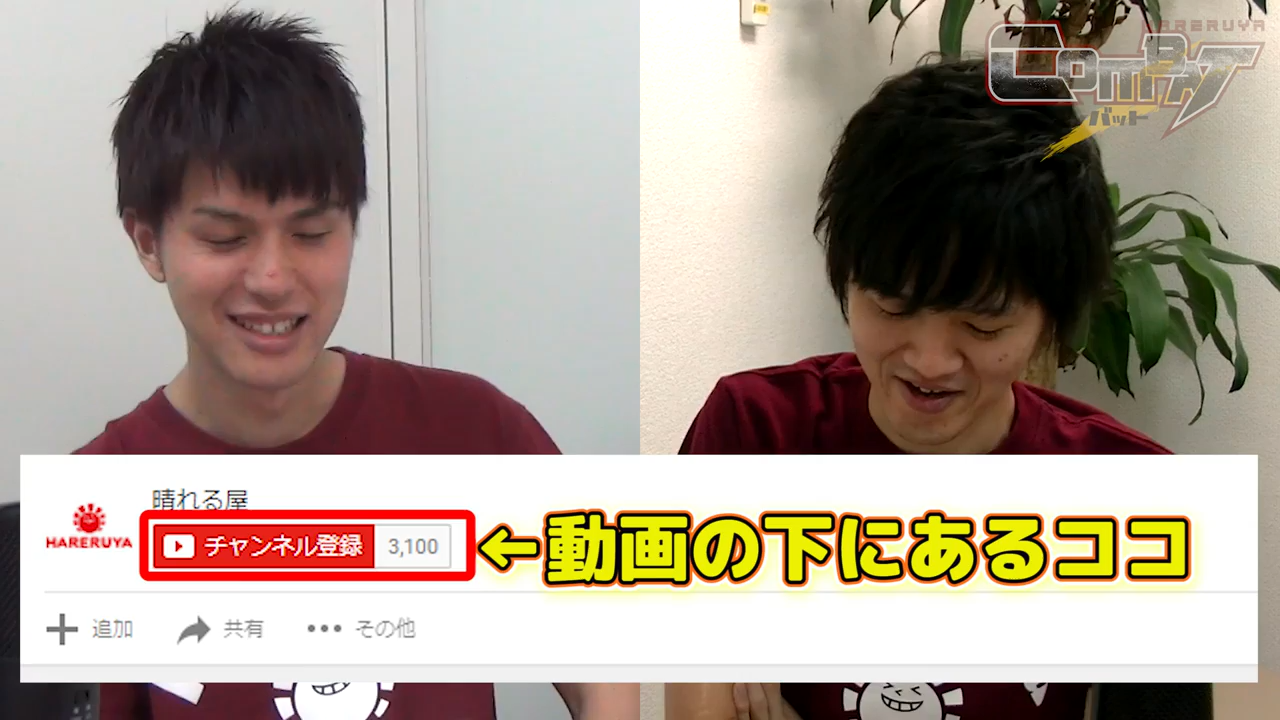 HARERUYA
COMBAT
バット
晴れる屋
HARERUYA
チャンネル登録 3,100
←動画の下にあるココ
追加 共有 ••• その他